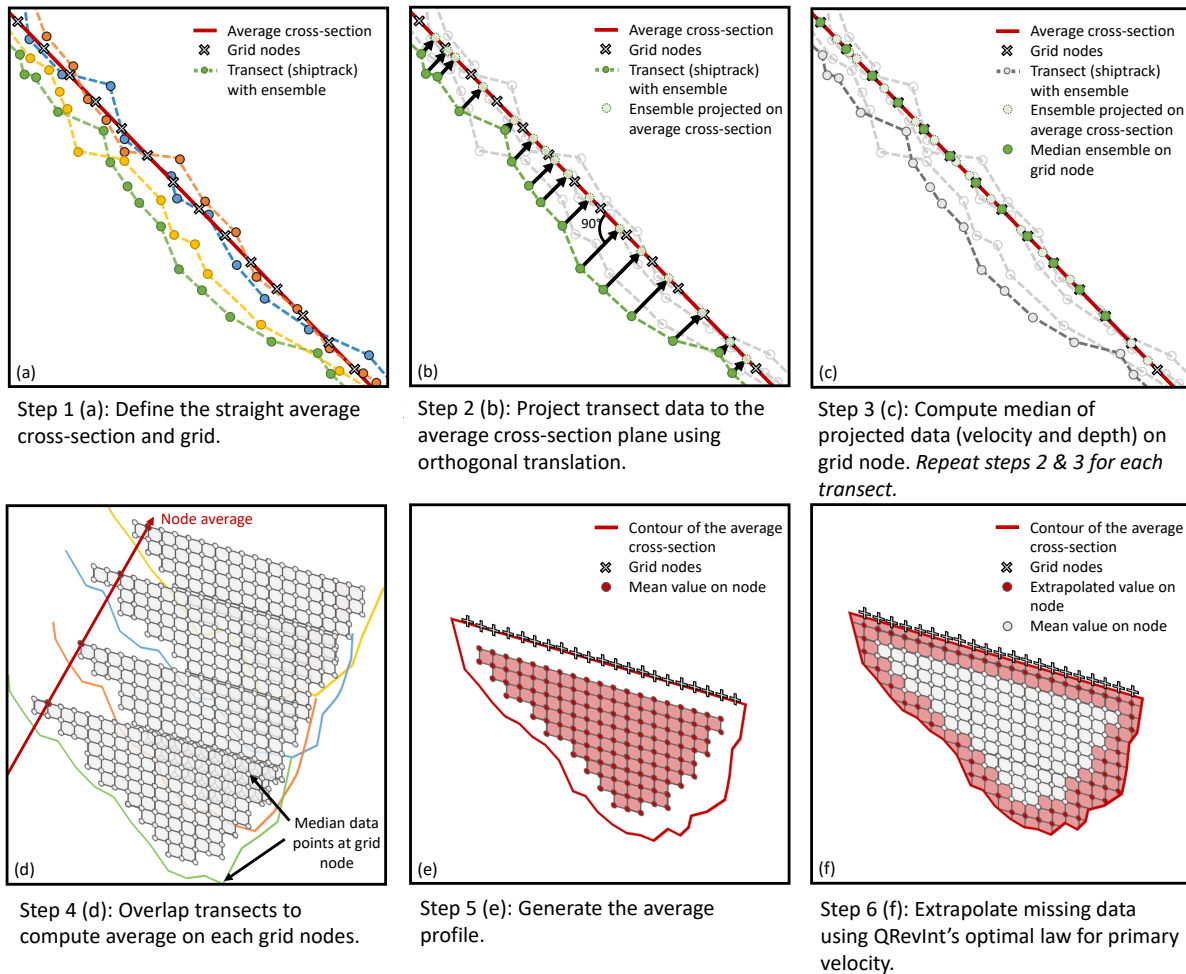 Average cross-section
Grid nodes
Transect (shiptrack)
with ensemble
(a)
Average cross-section
Grid nodes
Transect (shiptrack)
with ensemble
Ensemble projected on
average cross-section
90°
(b)
Average cross-section
Grid nodes
Transect (shiptrack)
with ensemble
Ensemble projected on
average cross-section
Median ensemble on
grid node
(c)
Step 1 (a): Define the straight average
cross-section and grid.
Step 2 (b): Project transect data to the
average cross-section plane using
orthogonal translation.
Step 3 (c): Compute median of
projected data (velocity and depth) on
grid node. Repeat steps 2 & 3 for each
transect.
Node average
Median data
points at grid
node
(d)
Contour of the average
cross-section
Grid nodes
Mean value on node
(e)
Contour of the average
cross-section
Grid nodes
Extrapolated value on
node
Mean value on node
(f)
Step 4 (d): Overlap transects to
compute average on each grid nodes.
Step 5 (e): Generate the average
profile.
Step 6 (f): Extrapolate missing data
using QRevInt's optimal law for primary
velocity.